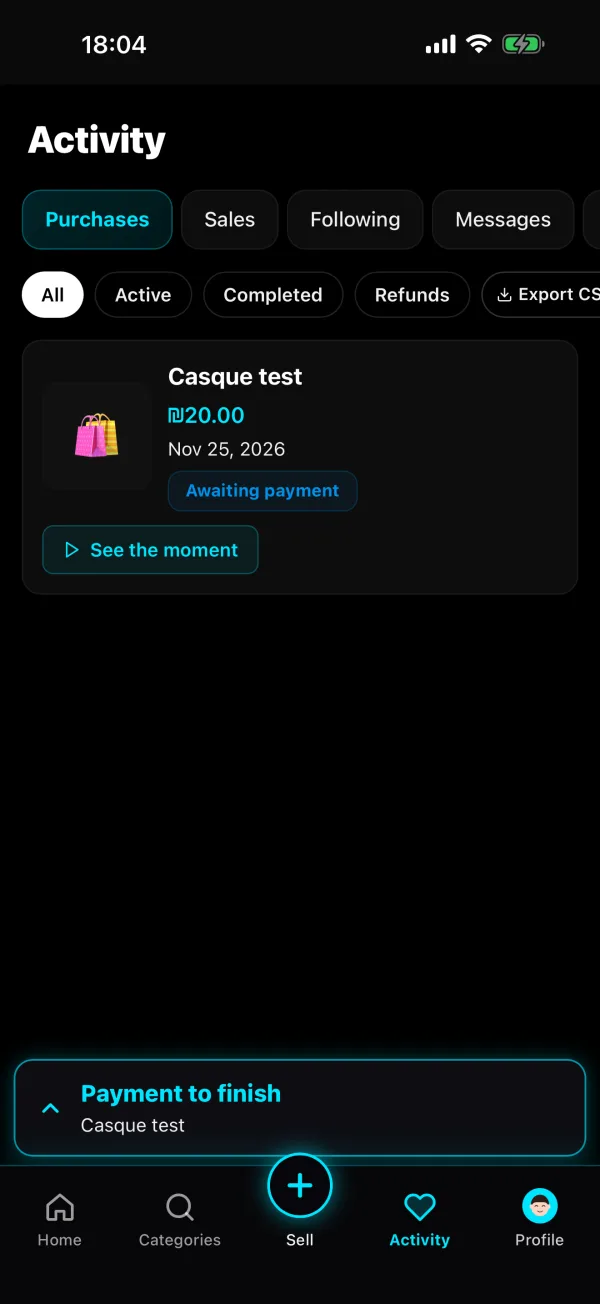 18:04
Activity
Purchases Sales Following Messages
All Active Completed Refunds Export CS
Casque test
₪20.00
Nov 25, 2026
Awaiting payment
See the moment
Payment to finish
Casque test
Home Categories Sell Activity Profile